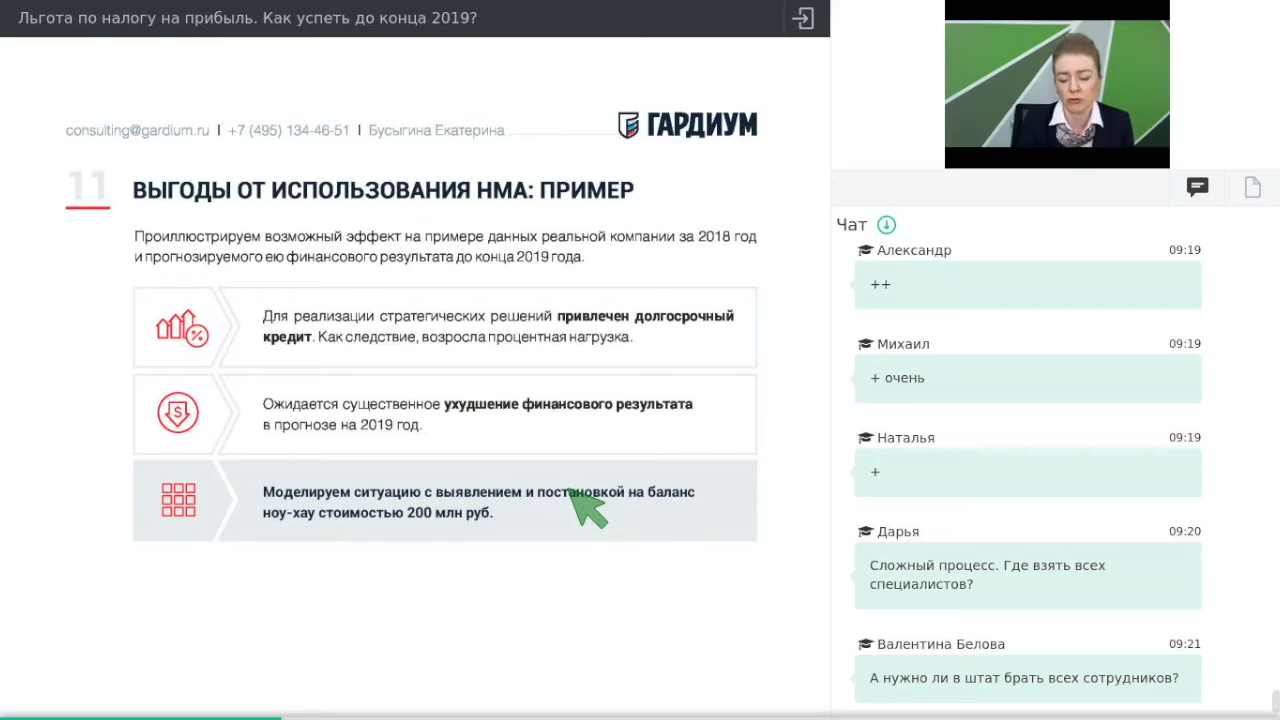 Льгота по налогу на прибыль. Как успеть до конца 2019?
consulting@gardium.ru | +7 (495) 134-46-51 | Бусыгина Екатерина
ГАРДИУМ
11
ВЫГОДЫ ОТ ИСПОЛЬЗОВАНИЯ НМА: ПРИМЕР
Проиллюстрируем возможный эффект на примере данных реальной компании за 2018 год
и прогнозируемого ею финансового результата до конца 2019 года.
Для реализации стратегических решений привлечен долгосрочный
кредит. Как следствие, возросла процентная нагрузка.
Ожидается существенное ухудшение финансового результата
в прогнозе на 2019 год.
Моделируем ситуацию с выявлением и постановкой на баланс
ноу-хау стоимостью 200 млн руб.
Чат
Александр 09:19
++
Михаил 09:19
+ очень
Наталья 09:19
+
Дарья 09:20
Сложный процесс. Где взять всех
специалистов?
Валентина Белова 09:21
А нужно ли в штат брать всех сотрудников?